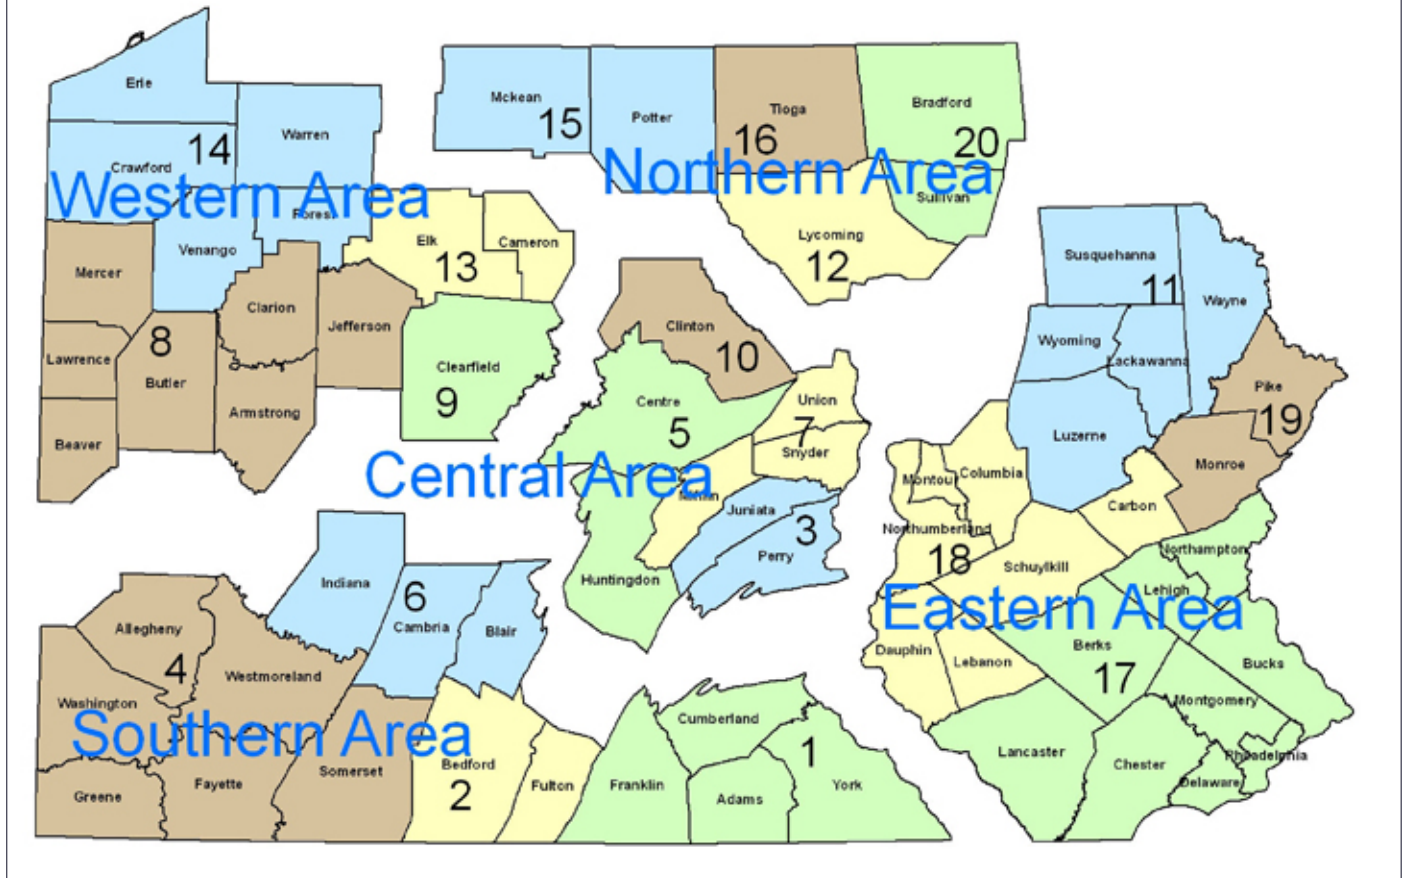 Erie
Warren
14
Crawford
Western Area
Forest
Venango
Mercer
Elk
Cameron
13
Clarion
Jefferson
Lawrence
8
Butler
Armstrong
Beaver
Clearfield
9
Mckean
15
Potter
Tioga
16
Bradford
20
Northern Area
Sullivan
Lycoming
12
Clinton
10
Centre
5
Union
7
Snyder
Central Area
Mifflin
Juniata
3
Perry
Huntingdon
Susquehanna
11
Wayne
Wyoming
Lackawanna
Pike
19
Luzerne
Monroe
Columbia
Montour
Carbon
Northumberland
18
Schuylkill
Northampton
Lehigh
Eastern Area
Dauphin
Lebanon
Berks
17
Bucks
Montgomery
Lancaster
Chester
Philadelphia
Delaware
Indiana
6
Cambria
Blair
Allegheny
4
Westmoreland
Washington
Southern Area
Greene
Fayette
Somerset
Bedford
2
Fulton
Franklin
Cumberland
1
Adams
York